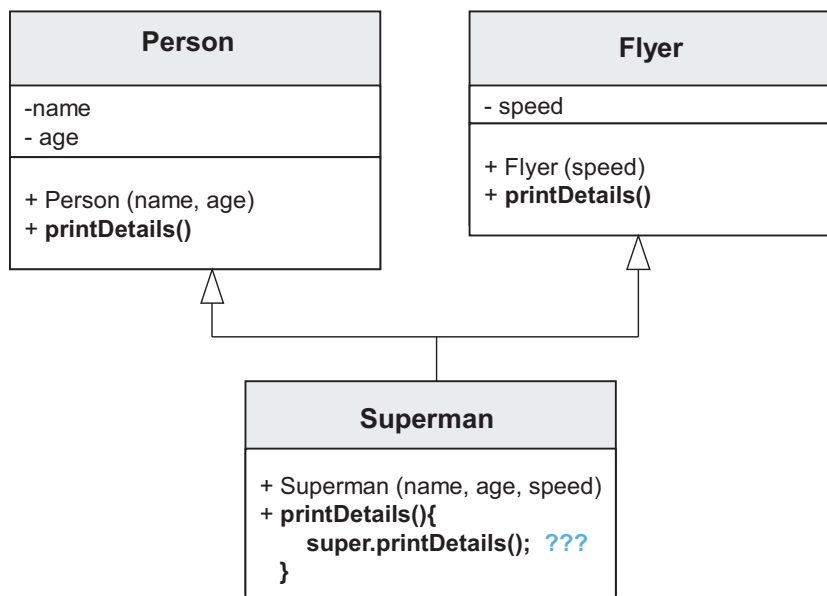 Person
-name
- age
+ Person (name, age)
+ printDetails()
Flyer
- speed
+ Flyer (speed)
+ printDetails()
Superman
+ Superman (name, age, speed)
+ printDetails(){
super.printDetails(); ???
}